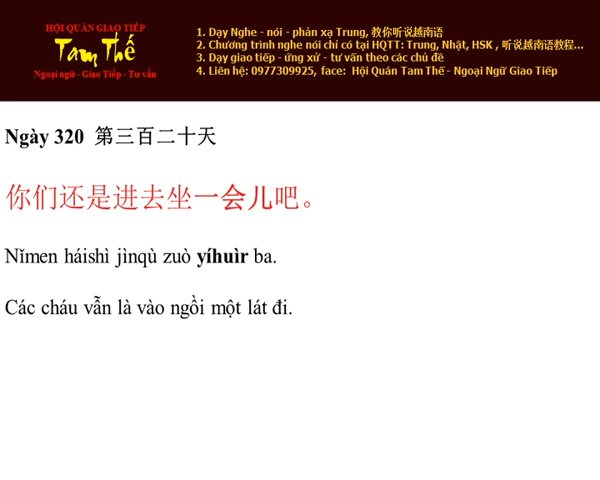 HỘI QUÁN GIAO TIẾP
Tam Thế
Ngoại ngữ - Giao Tiếp - Tư vấn
1. Dạy Nghe - nói - phản xạ Trung, 教你听说越南语
2. Chương trình nghe nói chỉ có tại HQTT: Trung, Nhật, HSK , 听说越南语教程...
3. Dạy giao tiếp - ứng xử - tư vấn theo các chủ đề
4. Liên hệ: 0977309925, face: Hội Quán Tam Thế - Ngoại Ngữ Giao Tiếp
Ngày 320 第三百二十天
你们还是进去坐一会儿吧。
Nǐmen háishì jìnqù zuò yíhuìr ba.
Các cháu vẫn là vào ngồi một lát đi.